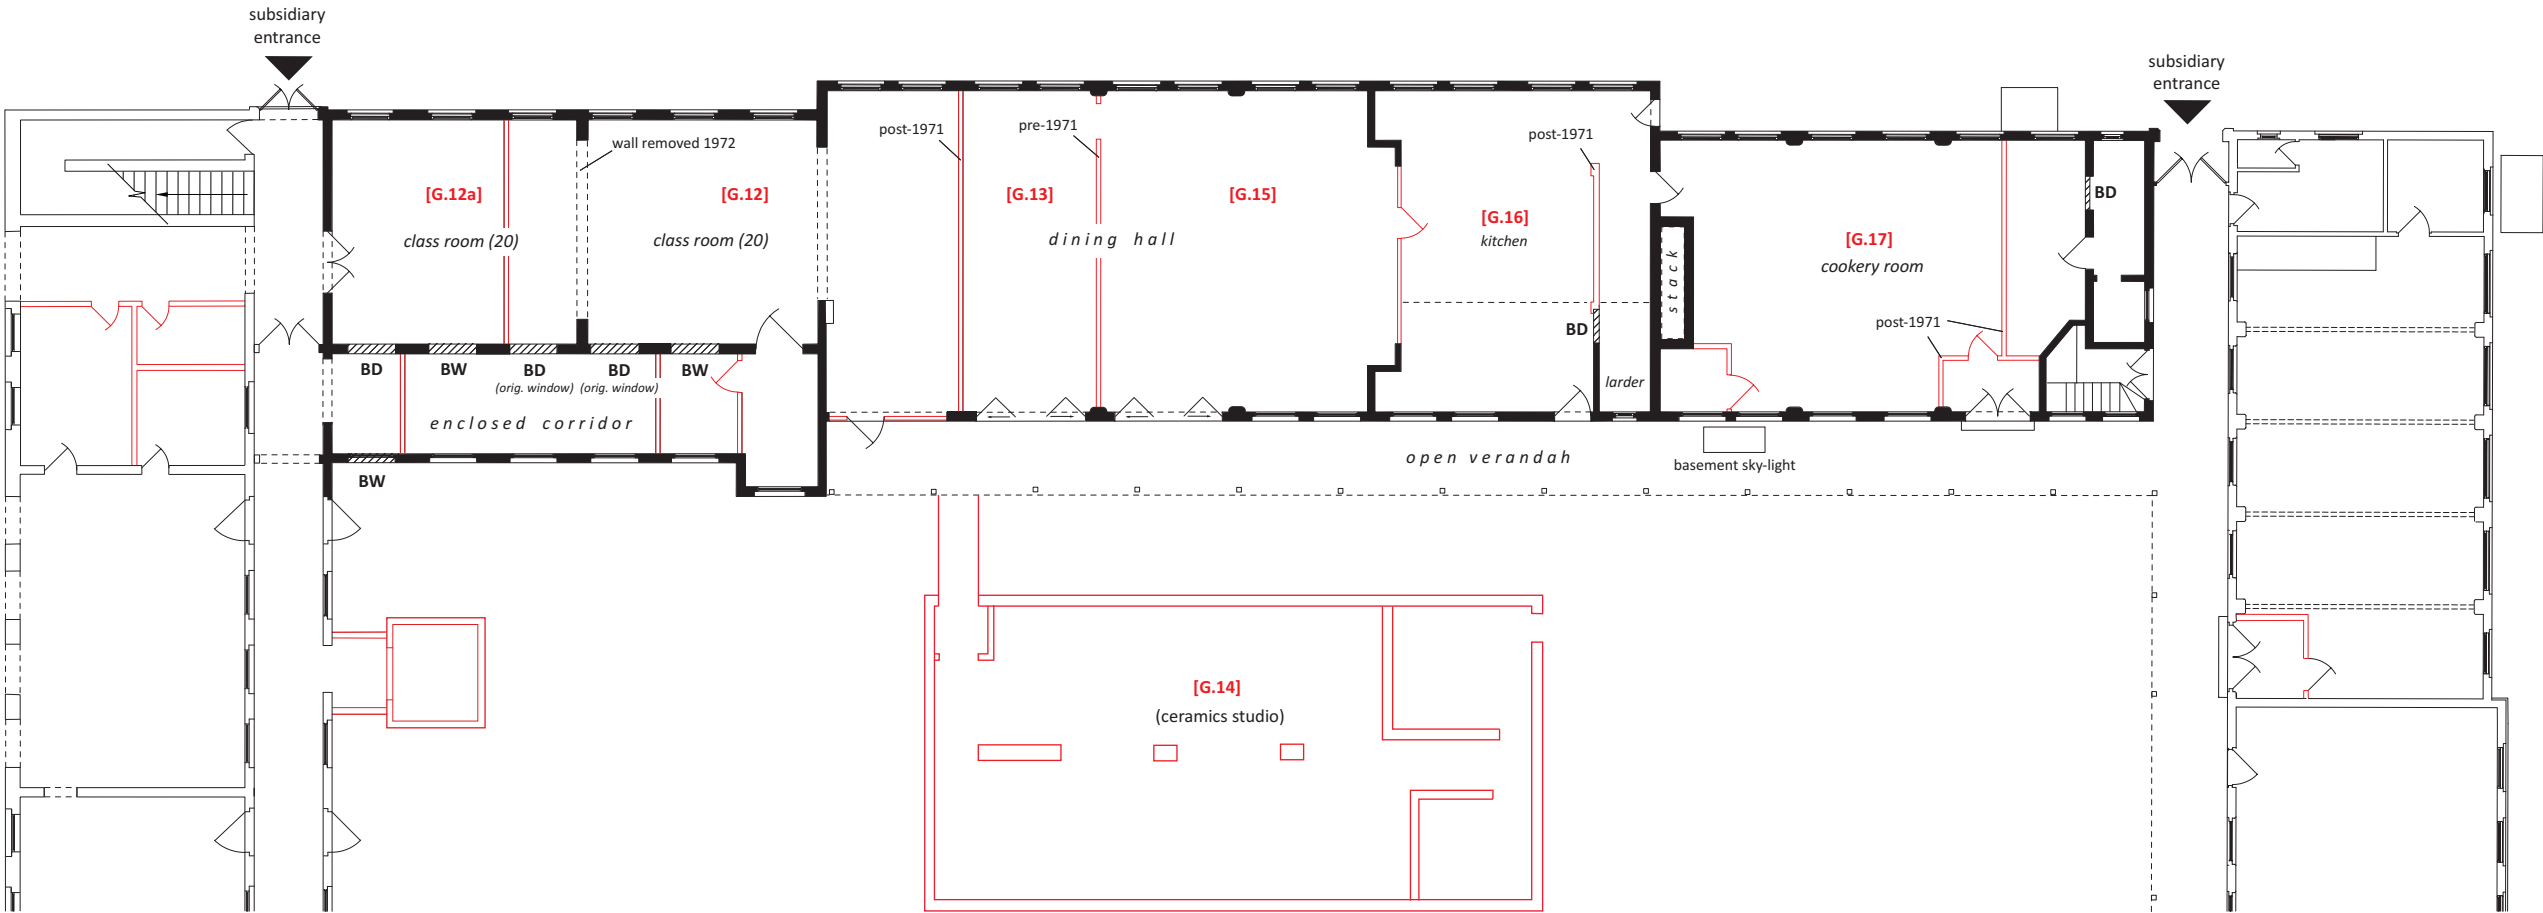 subsidiary
entrance
subsidiary
entrance
post-1971
pre-1971
post-1971
wall removed 1972
[G.12a]
class room (20)
[G.12]
class room (20)
[G.13]
[G.15]
dining hall
[G.16]
kitchen
[G.17]
cookery room
BD
stack
post-1971
BD
larder
BD
BW
BD
(orig. window)
BD
(orig. window)
BW
enclosed corridor
BW
open verandah
basement sky-light
[G.14]
(ceramics studio)